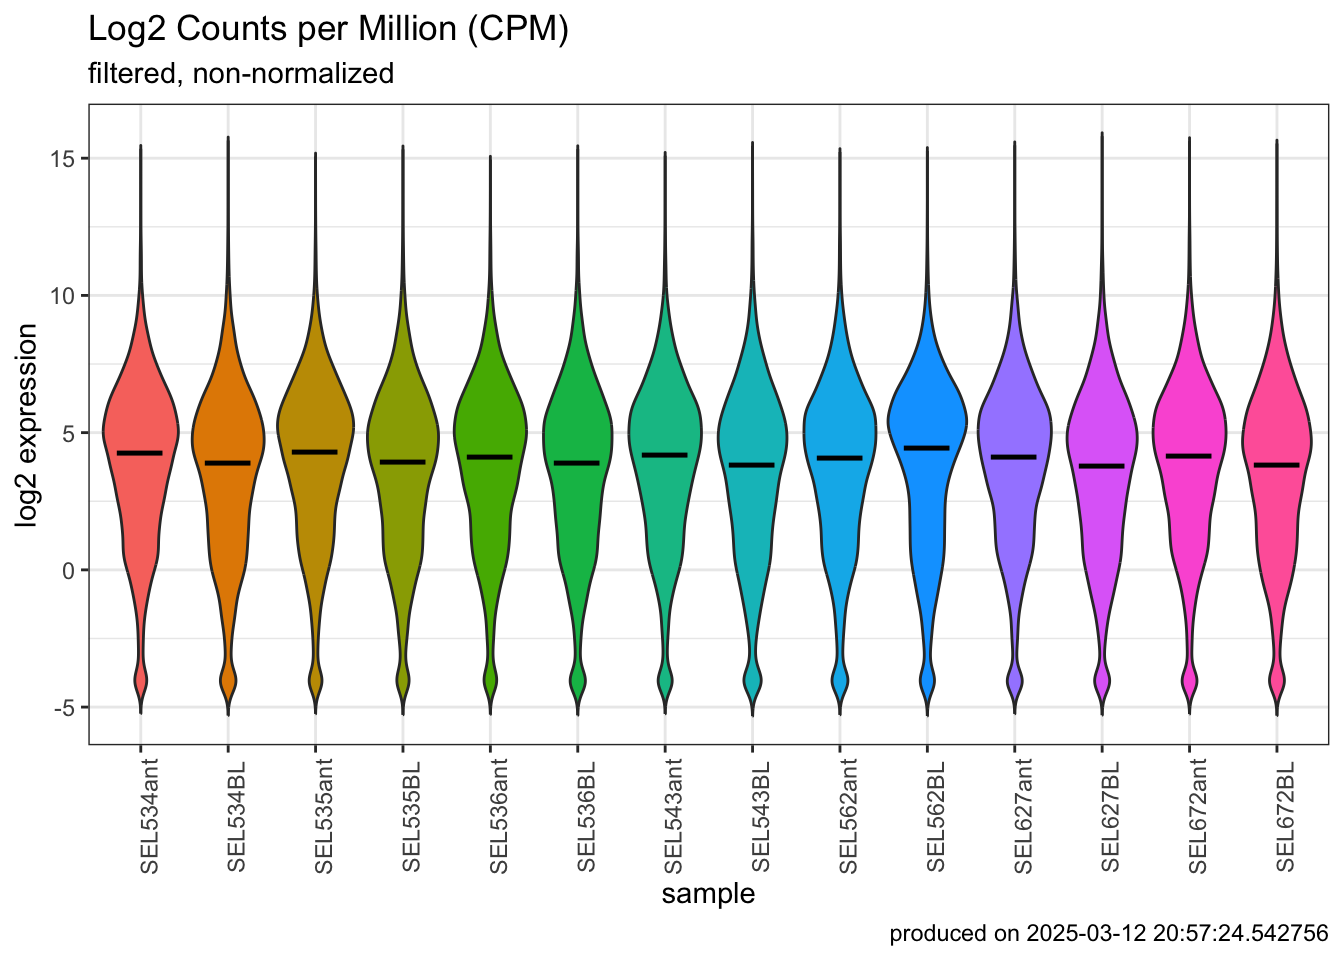 Log2 Counts per Million (CPM)
filtered, non-normalized
log2 expression
15
10
5
0
-5
SEL534ant
SEL534BL
SEL535ant
SEL535BL
SEL536ant
SEL536BL
SEL543ant
SEL543BL
SEL562ant
SEL562BL
SEL627ant
SEL627BL
SEL672ant
SEL672BL
sample
produced on 2025-03-12 20:57:24.542756